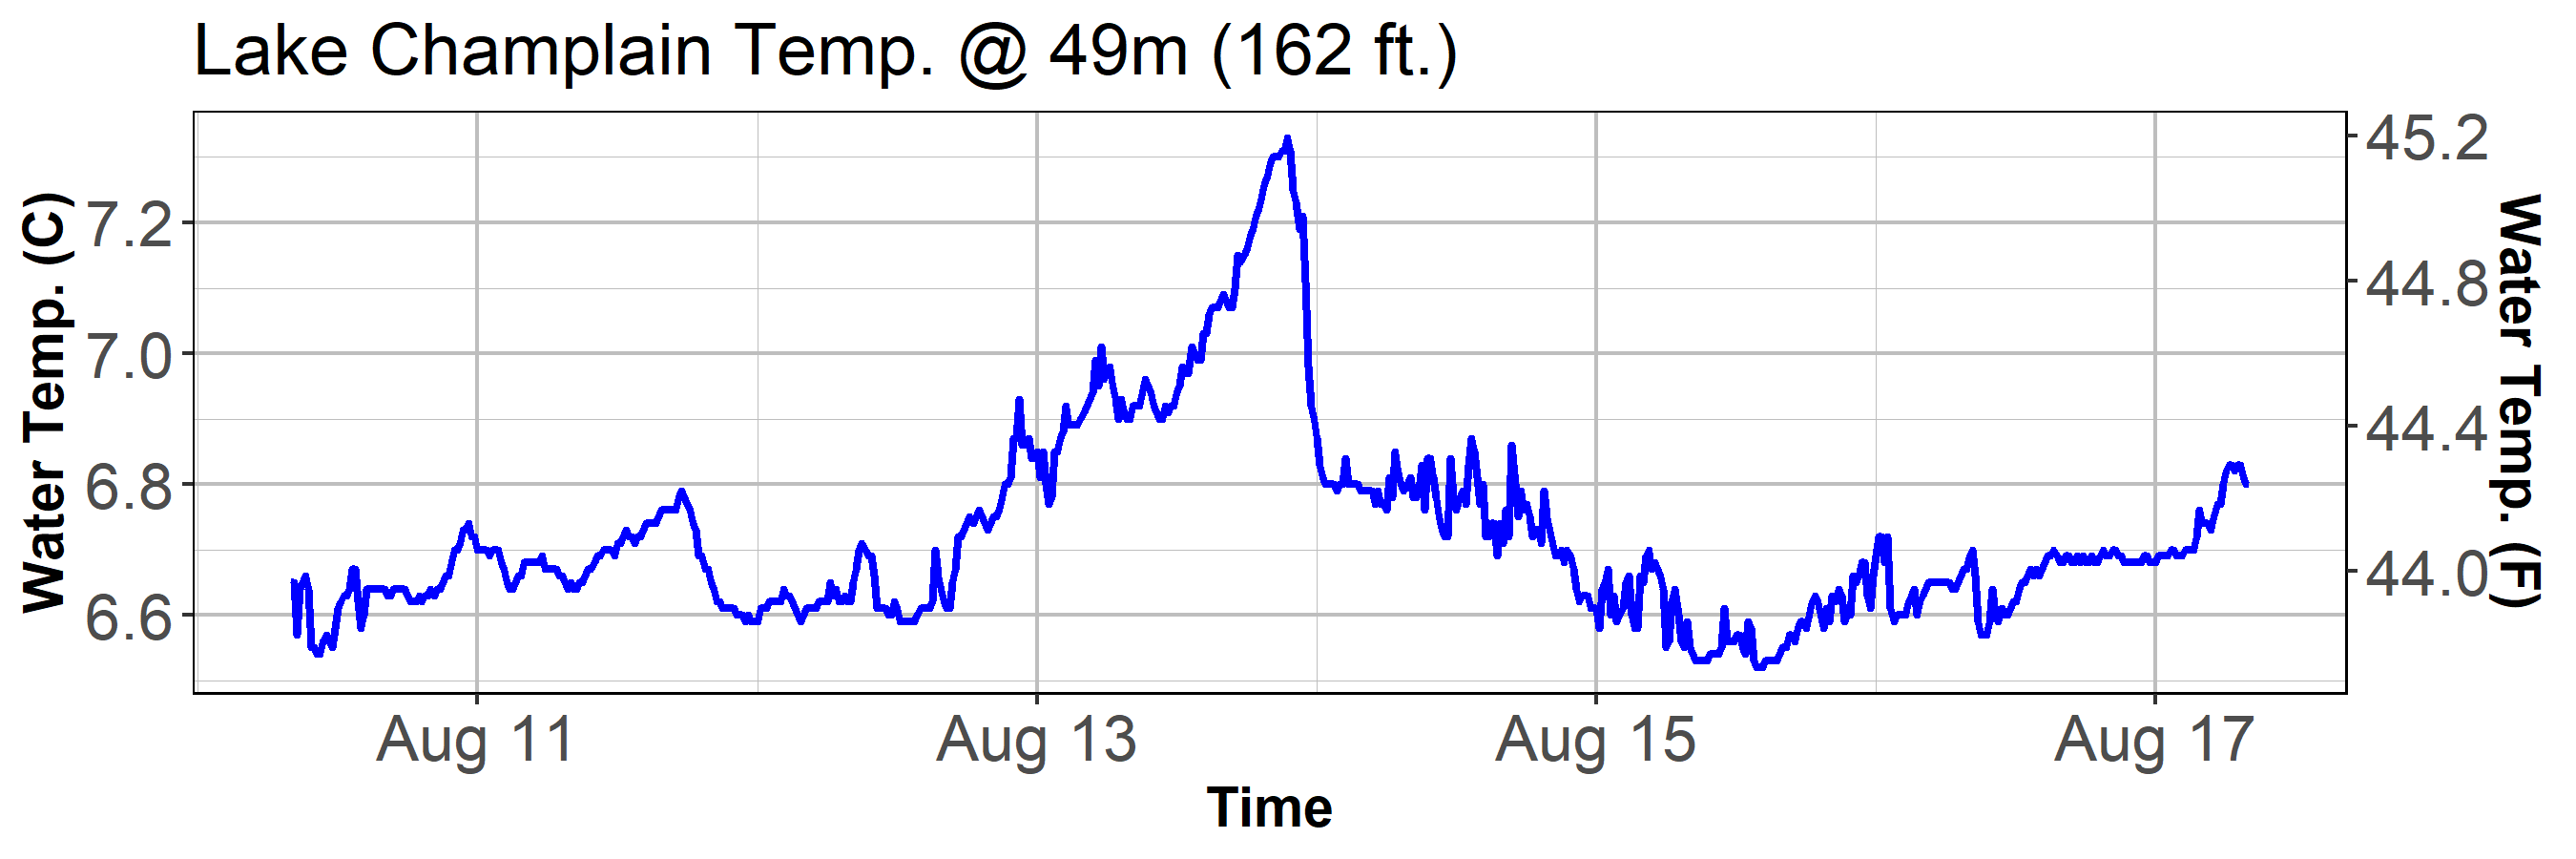 Lake Champlain Temp. @ 49m (162 ft.)
Water Temp. (C)
7.2
7.0
6.8
6.6
45.2
44.8
44.4
44.0
Water Temp. (F)
Aug 11 Aug 13 Aug 15 Aug 17
Time